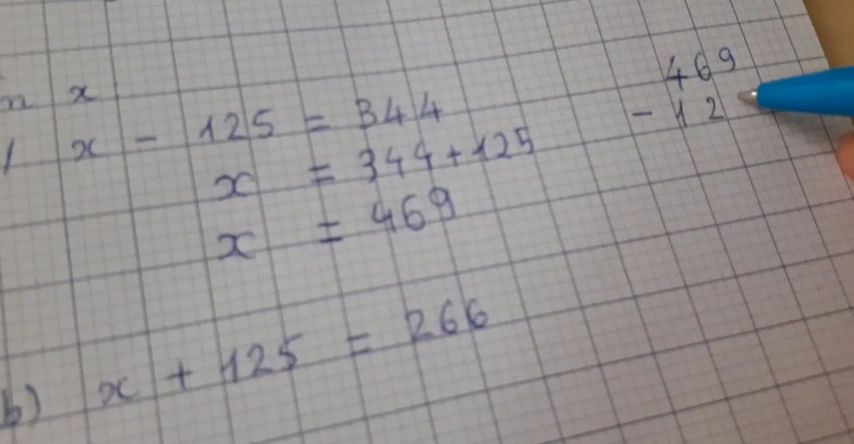 n x
/ x - 125 = 344
x = 344 + 125
x = 469
469
- 12
b) x + 125 = 266